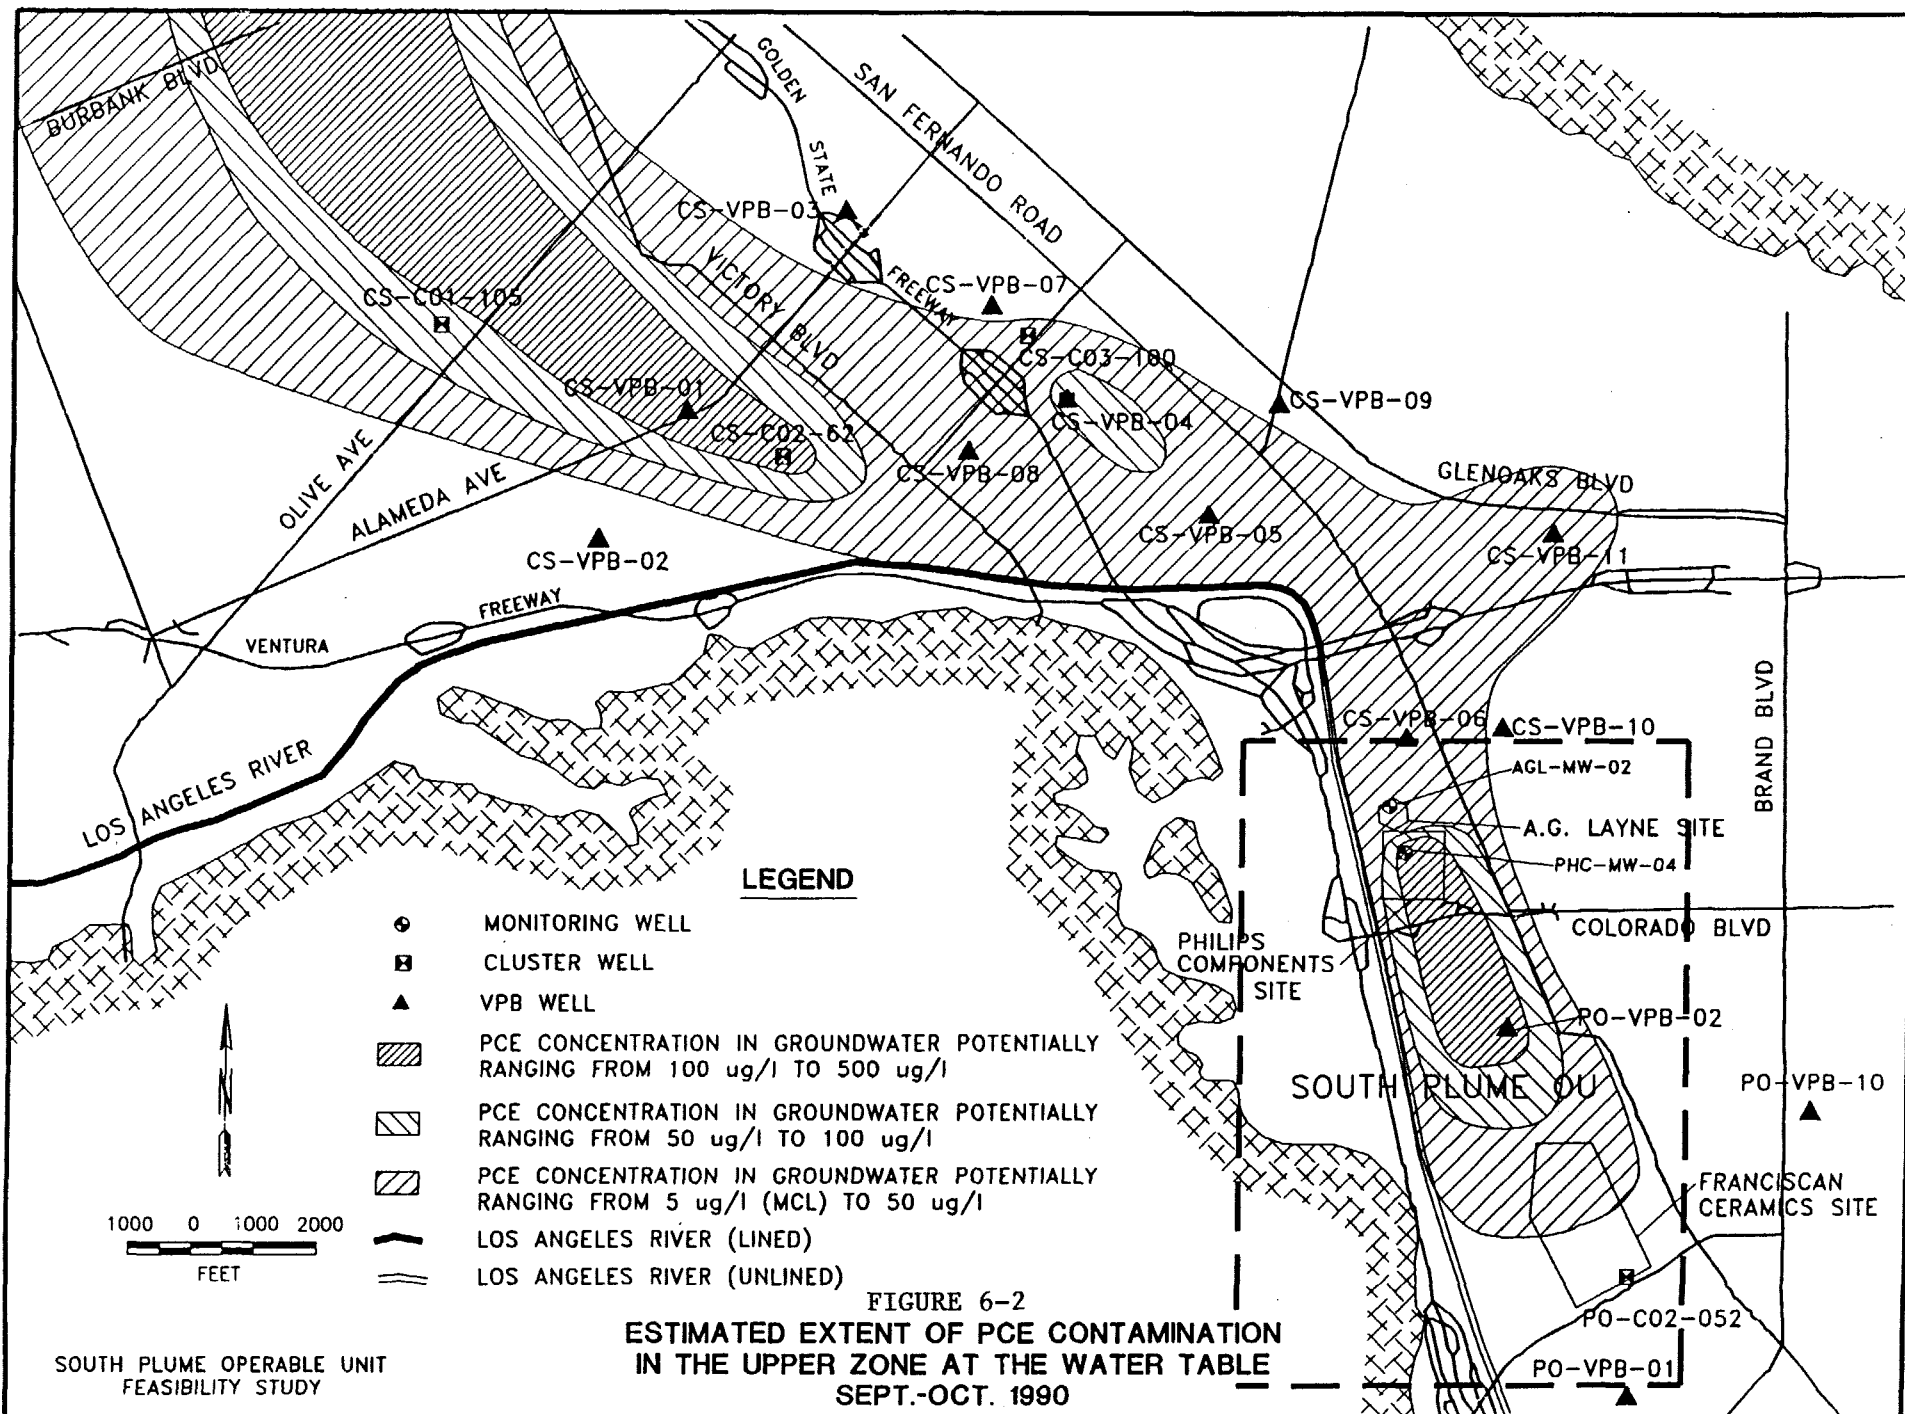 BURBANK BLVD
GOLDEN
STATE
FREEWAY
SAN FERNANDO ROAD
CS-VPB-03
VICTORY BLVD
CS-VPB-07
CS-C01-105
CS-C03-100
CS-VPB-01
CS-VPB-04
CS-VPB-09
CS-C02-62
CS-VPB-08
OLIVE AVE
ALAMEDA AVE
GLENOAKS BLVD
CS-VPB-05
CS-VPB-11
CS-VPB-02
VENTURA
FREEWAY
LOS ANGELES RIVER
BRAND BLVD
CS-VPB-06
CS-VPB-10
AGL-MW-02
A.G. LAYNE SITE
PHC-MW-04
COLORADO BLVD
PHILIPS
COMPONENTS
SITE
PO-VPB-02
SOUTH PLUME OU
PO-VPB-10
FRANCISCAN
CERAMICS SITE
PO-C02-052
PO-VPB-01
LEGEND
MONITORING WELL
CLUSTER WELL
VPB WELL
PCE CONCENTRATION IN GROUNDWATER POTENTIALLY
RANGING FROM 100 ug/l TO 500 ug/l
PCE CONCENTRATION IN GROUNDWATER POTENTIALLY
RANGING FROM 50 ug/l TO 100 ug/l
PCE CONCENTRATION IN GROUNDWATER POTENTIALLY
RANGING FROM 5 ug/l (MCL) TO 50 ug/l
LOS ANGELES RIVER (LINED)
LOS ANGELES RIVER (UNLINED)
N
1000 0 1000 2000
FEET
FIGURE 6-2
ESTIMATED EXTENT OF PCE CONTAMINATION
IN THE UPPER ZONE AT THE WATER TABLE
SEPT.-OCT. 1990
SOUTH PLUME OPERABLE UNIT
FEASIBILITY STUDY